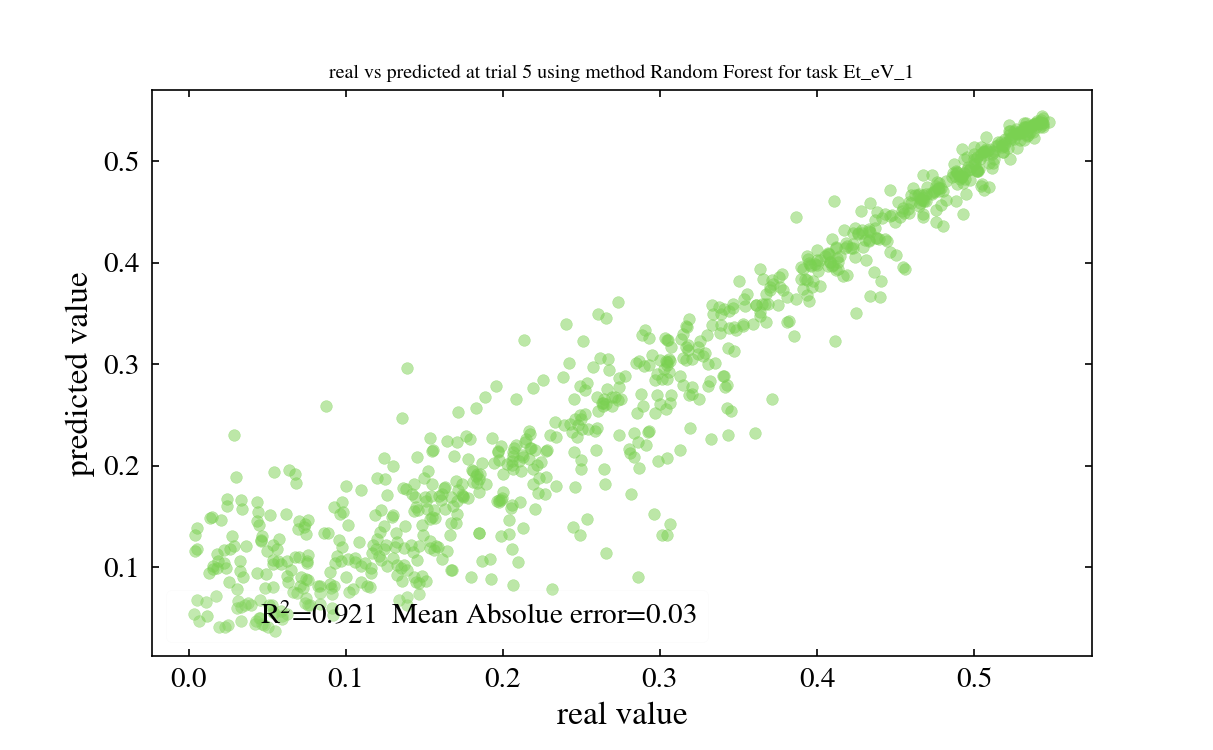 real vs predicted at trial 5 using method Random Forest for task Et_eV_1
0.5
0.4
0.3
0.2
0.1
predicted value
R²=0.921 Mean Absolue error=0.03
0.0 0.1 0.2 0.3 0.4 0.5
real value